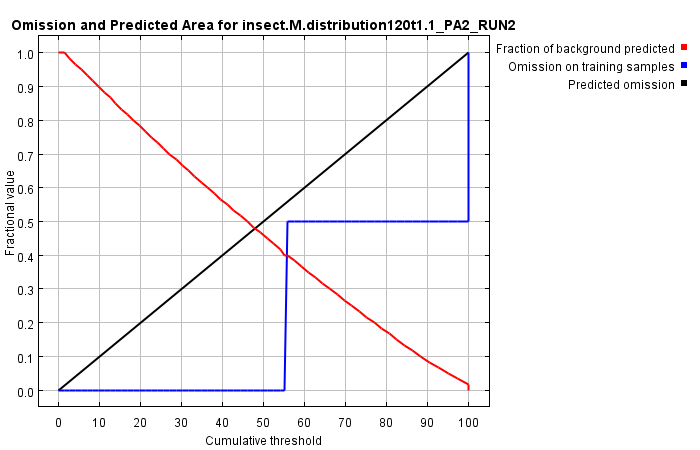 Omission and Predicted Area for insect.M.distribution120t1.1_PA2_RUN2
Fraction of background predicted
Omission on training samples
Predicted omission
1.0
0.9
0.8
0.7
0.6
0.5
0.4
0.3
0.2
0.1
0.0
Fractional value
0 10 20 30 40 50 60 70 80 90 100
Cumulative threshold